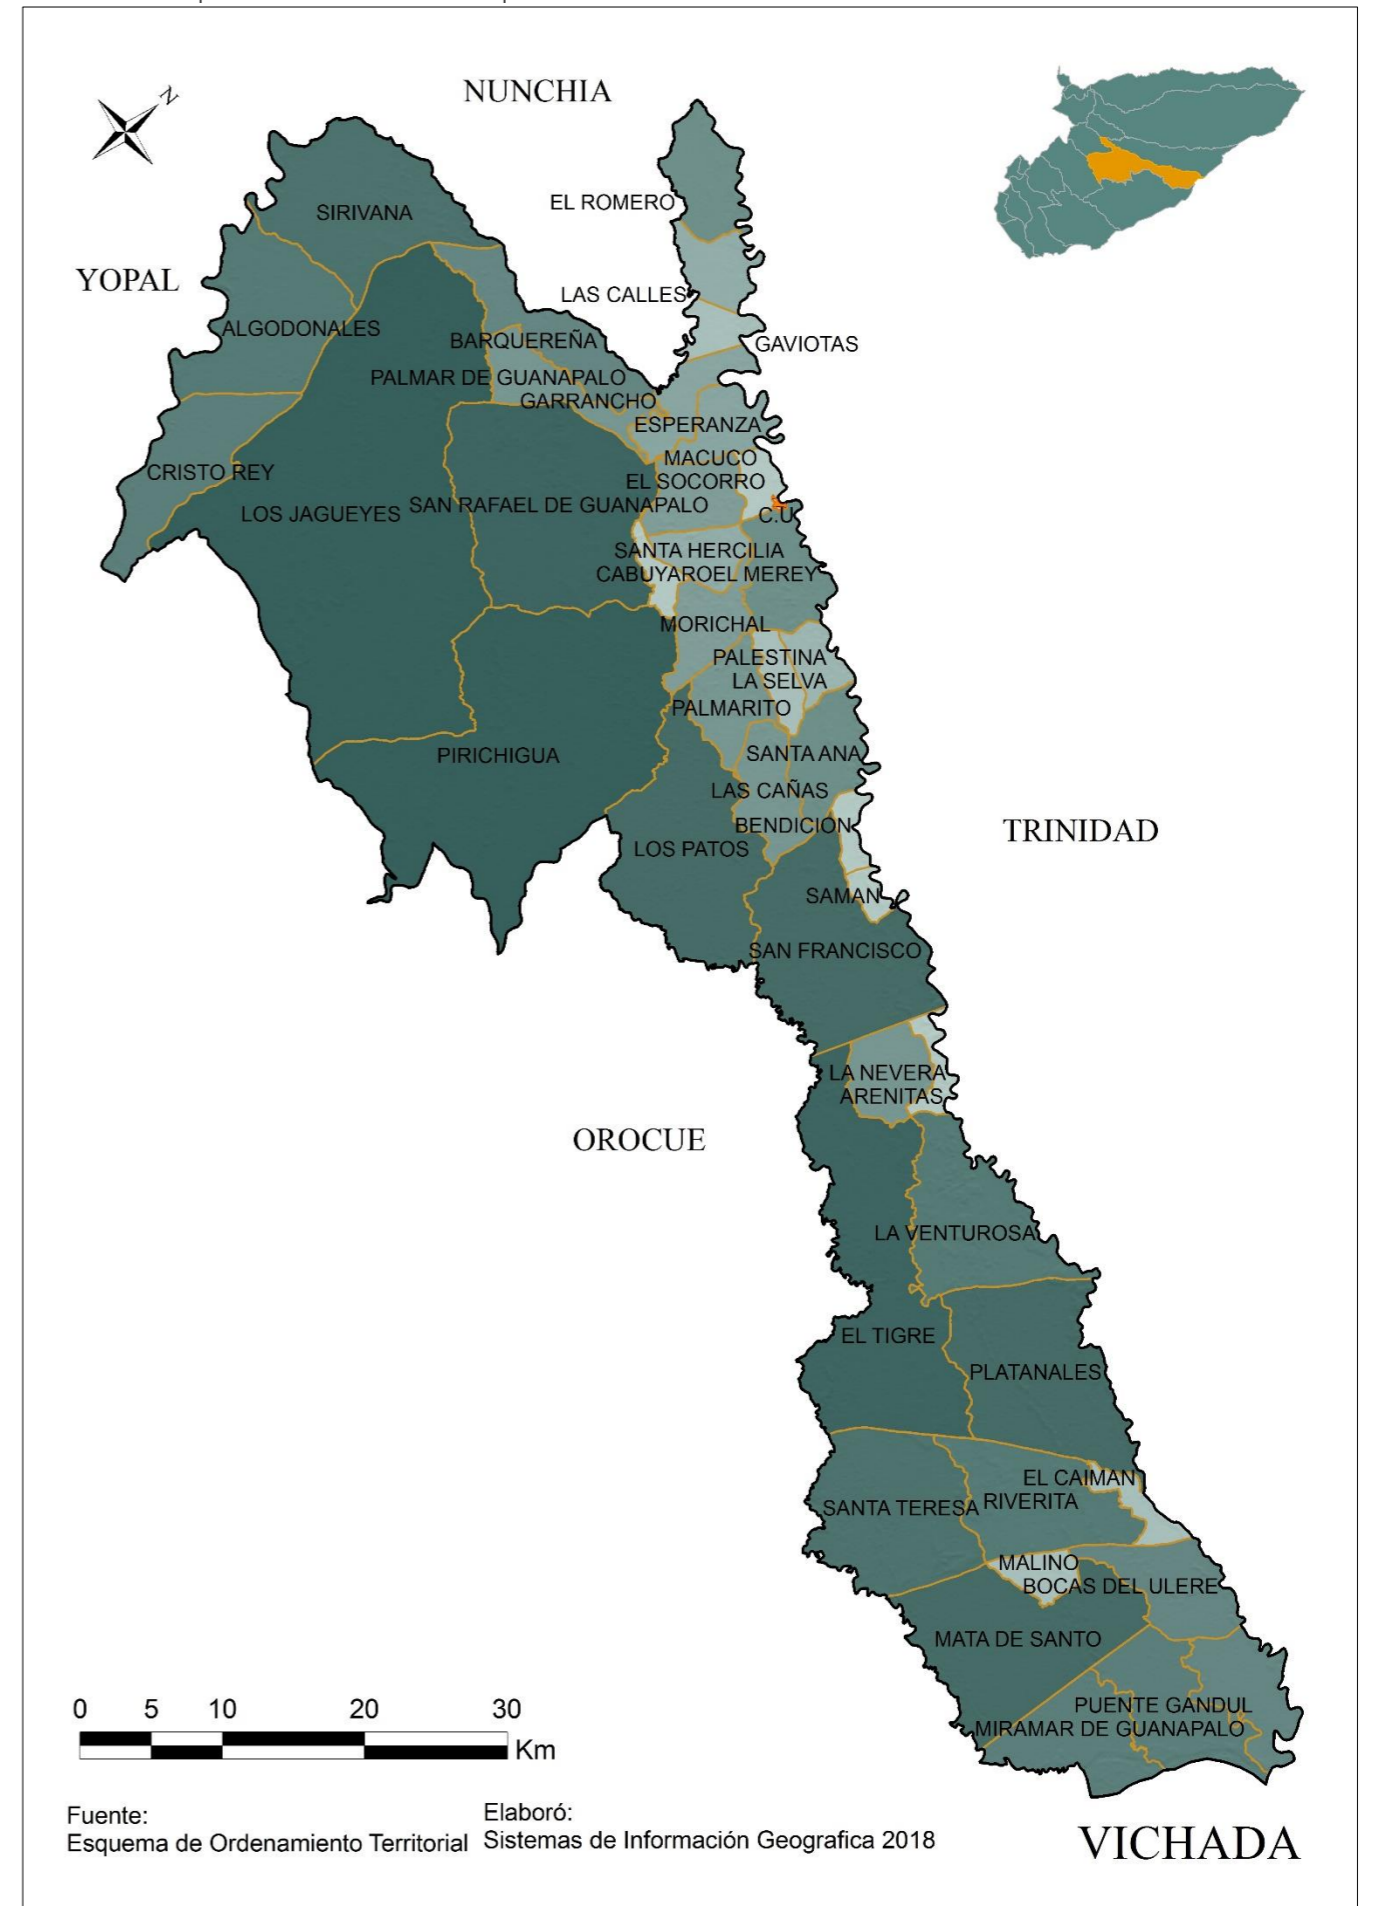 NUNCHIA
N
EL ROMERO
SIRIVANA
YOPAL
LAS CALLES
ALGODONALES
BARQUEREÑA
GAVIOTAS
PALMAR DE GUANAPALO
GARRANCHO
ESPERANZA
MACUCO
CRISTO REY
EL SOCORRO
LOS JAGUEYES
SAN RAFAEL DE GUANAPALO
C.U
SANTA HERCILIA
CABUYARO
EL MEREY
MORICHAL
PALESTINA
LA SELVA
PALMARITO
PIRICHIGUA
SANTA ANA
LAS CAÑAS
BENDICION
TRINIDAD
LOS PATOS
SAMAN
SAN FRANCISCO
LA NEVERA
ARENITAS
OROCUE
LA VENTUROSA
EL TIGRE
PLATANALES
EL CAIMAN
SANTA TERESA
RIVERITA
MALINO
BOCAS DEL ULERE
MATA DE SANTO
PUENTE GANDUL
MIRAMAR DE GUANAPALO
0 5 10 20 30
Km
Fuente:
Esquema de Ordenamiento Territorial
Elaboró:
Sistemas de Información Geografica 2018
VICHADA